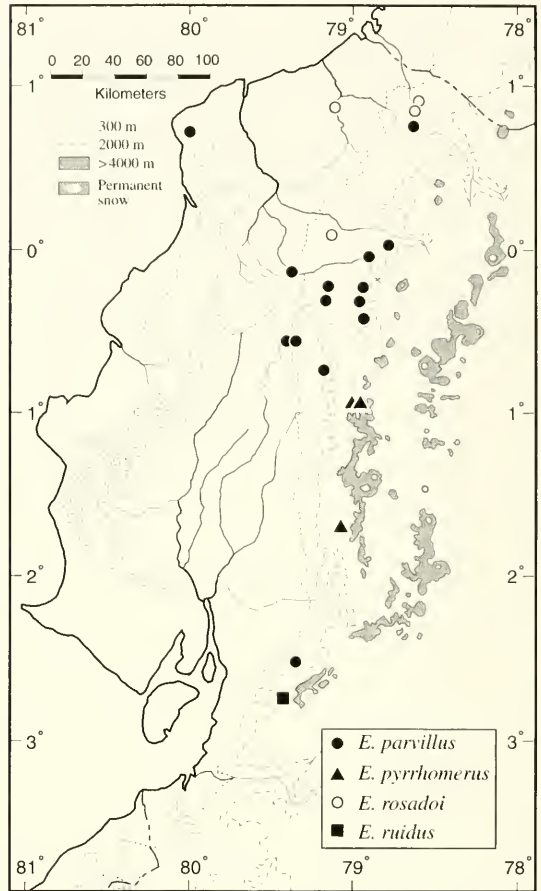 81° 80 79 78
0 20 40 60 80 100
Kilometers
300 m
2000 m
>4000 m
Permanent
snow
1° 1°
0° 0°
1 1
2 2
3 3°
E. parvillus
E. pyrrhomerus
E. rosadoi
E. ruidus
81° 80 79° 78